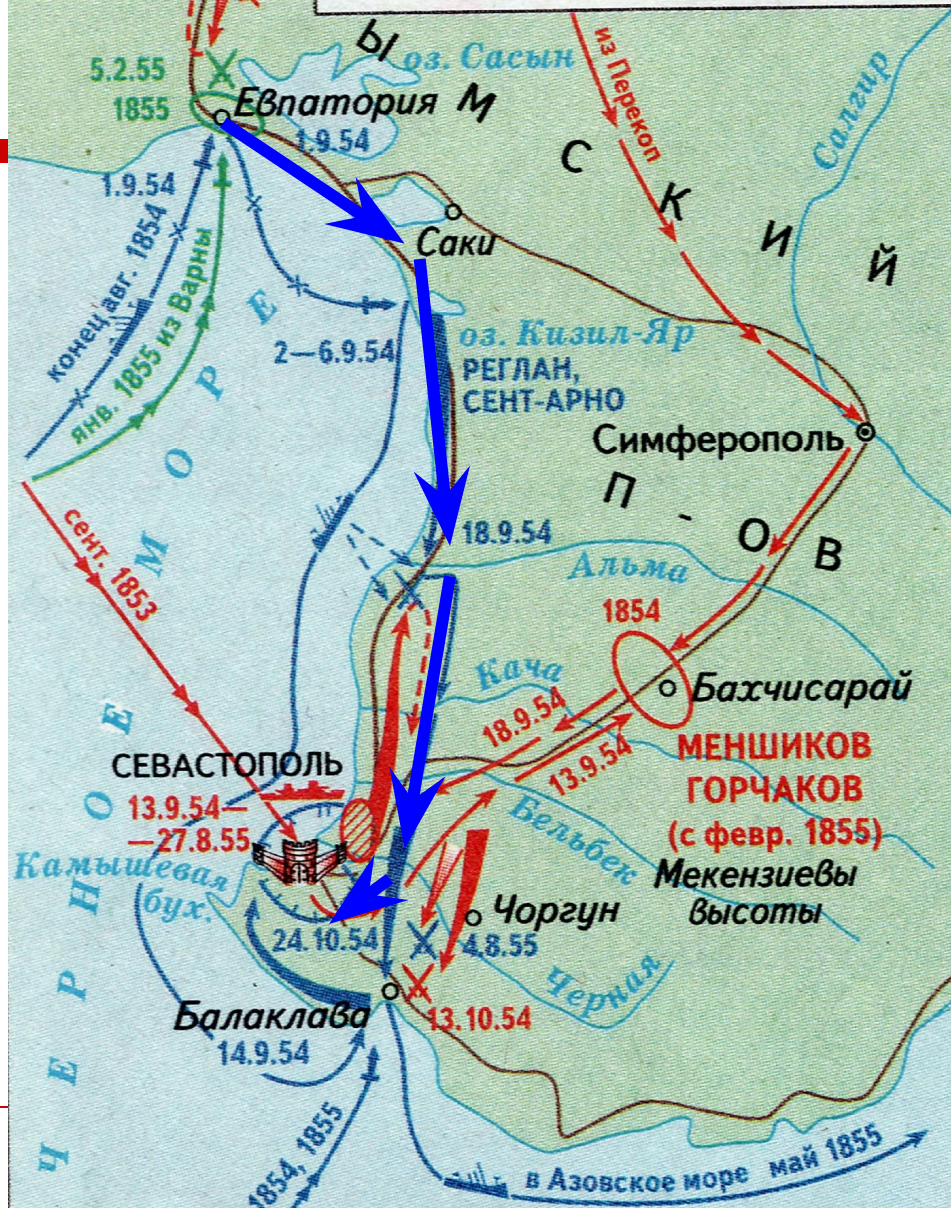 Ы
оз. Сасын
из Перекоп
Салгир
5.2.55
1855
Евпатория
М
1.9.54
С
К
И
Й
1.9.54
конец авг. 1854
янв. 1855 из Варны
Саки
2—6.9.54
оз. Кизил-Яр
РЕГЛАН,
СЕНТ-АРНО
Симферополь
П - О В
18.9.54
Альма
сент. 1853
1854
Кача
Бахчисарай
18.9.54
13.9.54
МЕНШИКОВ
ГОРЧАКОВ
(с февр. 1855)
СЕВАСТОПОЛЬ
13.9.54—
—27.8.55
Камышевая
бух.
Бельбек
Мекензиевы
высоты
Чоргун
24.10.54
4.8.55
Черная
Балаклава
13.10.54
14.9.54
1854, 1855
в Азовское море май 1855
ЧЕРНОЕ МОРЕ